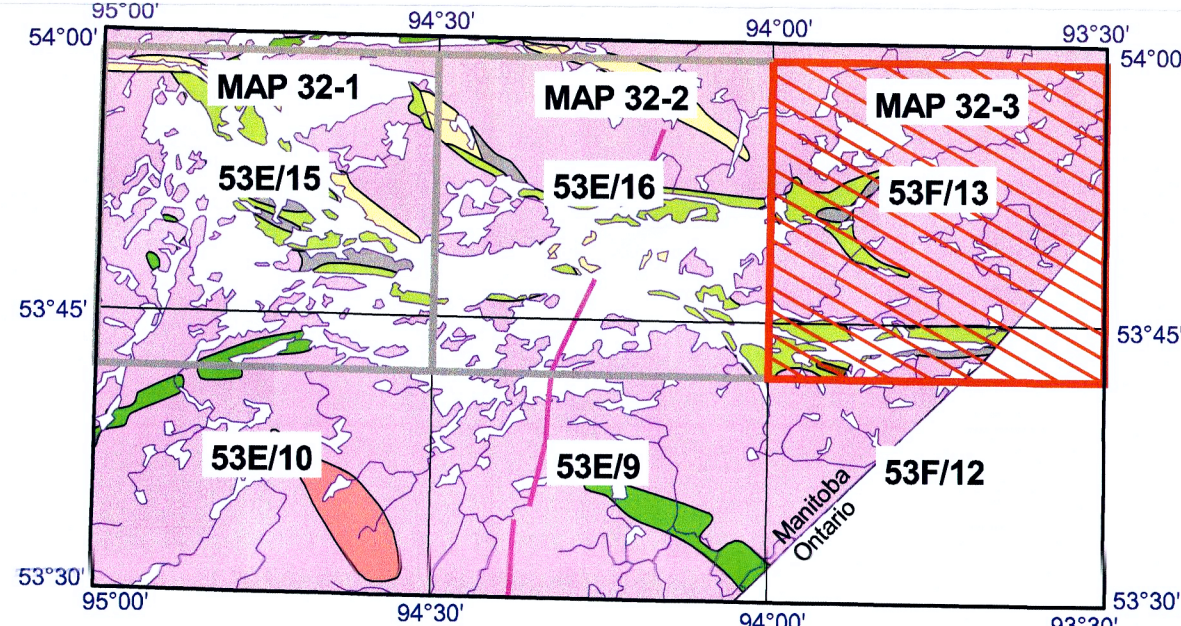 95°00'
94°30'
94°00'
93°30'
54°00'
54°00'
MAP 32-1
MAP 32-2
MAP 32-3
53E/15
53E/16
53F/13
53°45'
53°45'
53E/10
53E/9
53F/12
Manitoba
Ontario
53°30'
53°30'
95°00'
94°30'
94°00'
93°30'